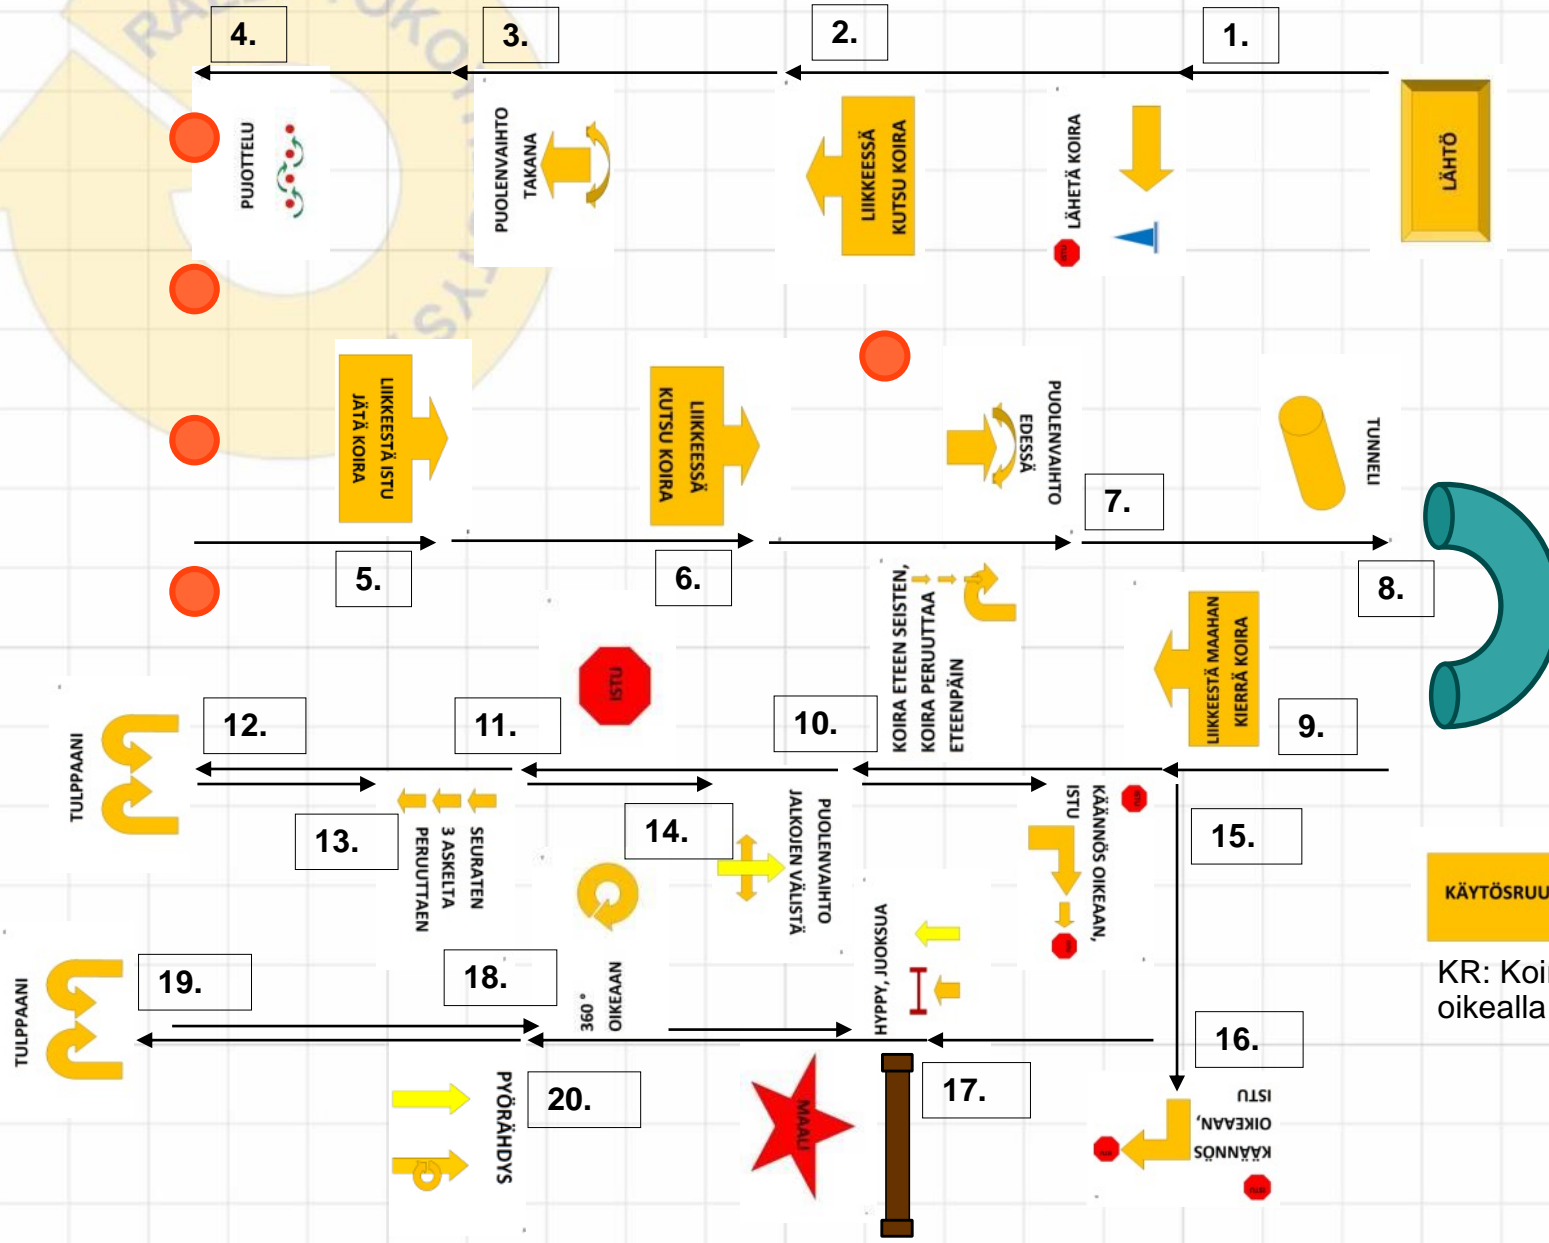 4.
3.
2.
1.
PUJOTTELU
PUOLENVAIHTO
TAKANA
LIIKKEESSÄ
KUTSU KOIRA
LÄHETÄ KOIRA
LÄHTÖ
LIIKKEESTÄ ISTU
JÄTÄ KOIRA
LIIKKEESSÄ
KUTSU KOIRA
PUOLENVAIHTO
EDESSÄ
TUNNELI
7.
5.
6.
8.
KOIRA ETEEN SEISTEN,
KOIRA PERUUTTAA
ETEENPÄIN
LIIKKEESTÄ MAAHAN
KIERRÄ KOIRA
ISTU
12.
11.
10.
9.
TULPPAANI
13.
SEURATEN
3 ASKELTA
PERUUTTAEN
14.
PUOLENVAIHTO
JALKOJEN VÄLISTÄ
KÄÄNNÖS OIKEAAN,
ISTU
15.
KÄYTÖSRUU
KR: Koir
oikealla
TULPPAANI
19.
18.
360°
OIKEAAN
HYPPY, JUOKSUA
16.
PYÖRÄHDYS
20.
MAALI
17.
KÄÄNNÖS
OIKEAAN,
ISTU